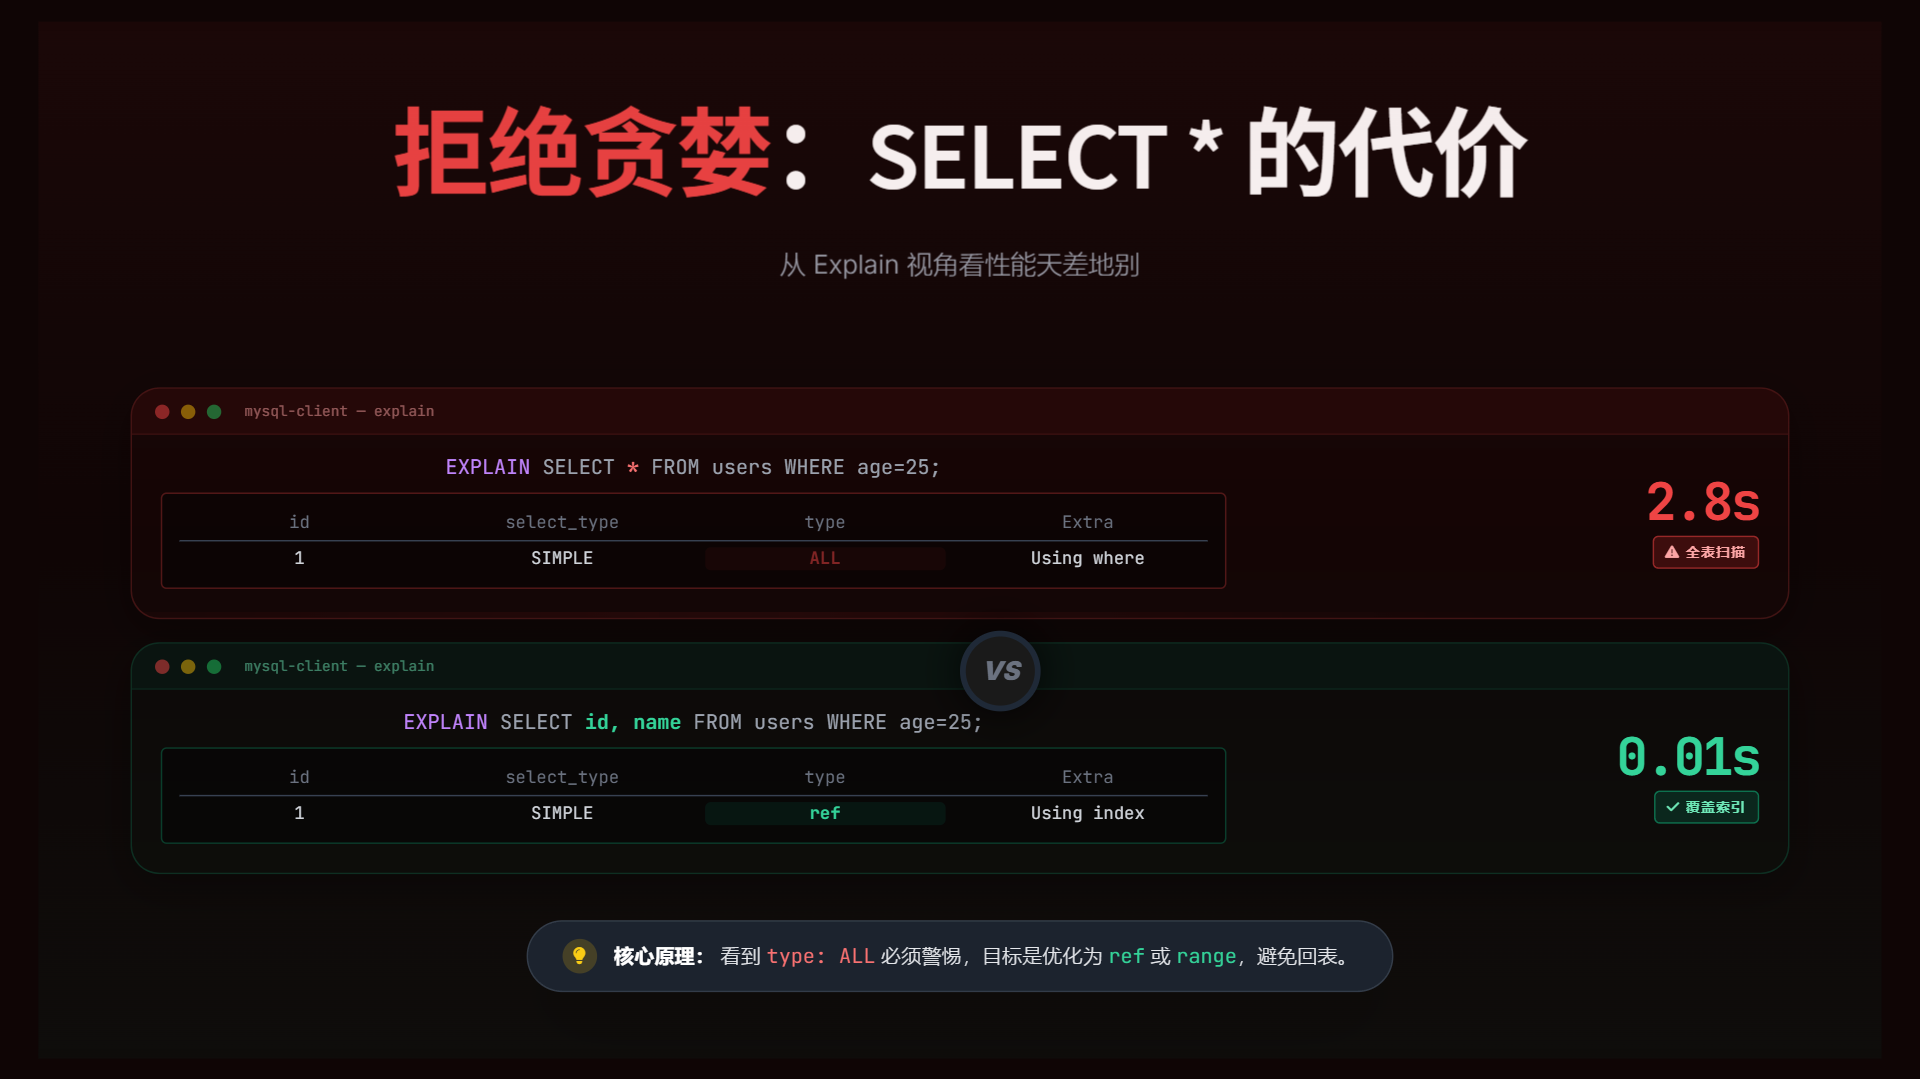 拒绝贪婪：SELECT * 的代价
从 Explain 视角看性能天差地别
mysql-client — explain
EXPLAIN SELECT * FROM users WHERE age=25;
id select_type type Extra
1 SIMPLE ALL Using where
2.8s
全表扫描
VS
mysql-client — explain
EXPLAIN SELECT id, name FROM users WHERE age=25;
id select_type type Extra
1 SIMPLE ref Using index
0.01s
覆盖索引
核心原理： 看到 type: ALL 必须警惕，目标是优化为 ref 或 range，避免回表。